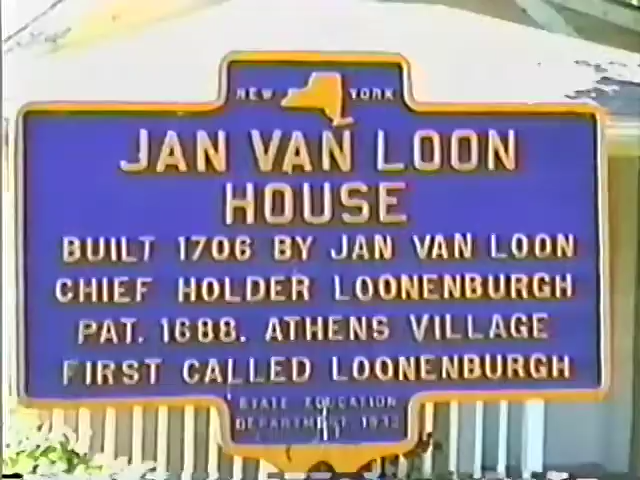 NEW YORK
JAN VAN LOON
HOUSE
BUILT 1706 BY JAN VAN LOON
CHIEF HOLDER LOONENBURGH
PAT. 1688. ATHENS VILLAGE
FIRST CALLED LOONENBURGH
STATE EDUCATION
DEPARTMENT